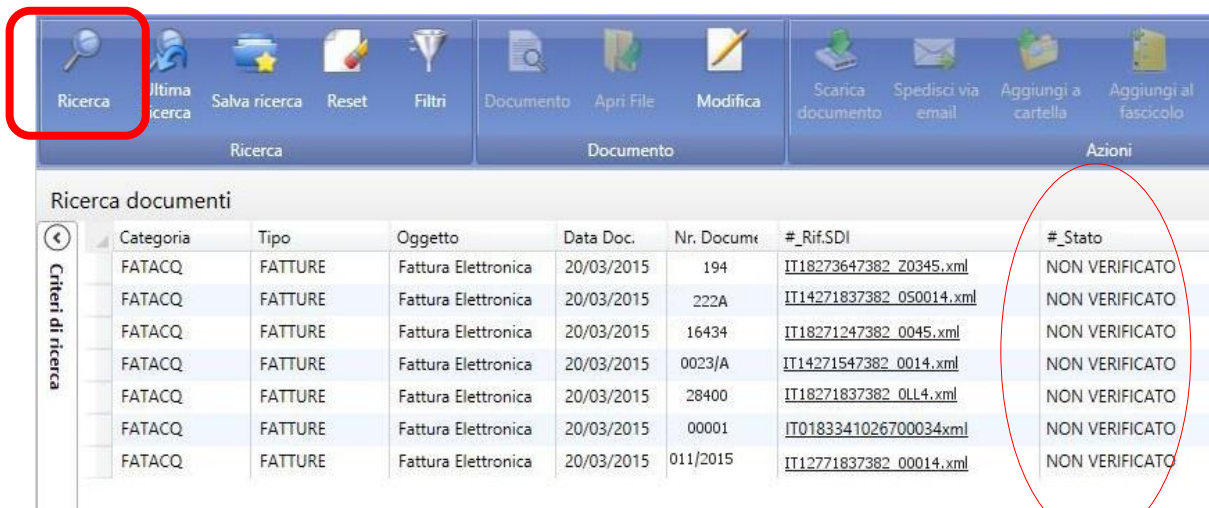 Ricerca
Ultima ricerca
Salva ricerca
Reset
Filtri
Documento
Apri File
Modifica
Scarica documento
Spedisci via email
Aggiungi a cartella
Aggiungi al fascicolo
Ricerca
Documento
Azioni
Ricerca documenti
Criteri di ricerca
Categoria Tipo Oggetto Data Doc. Nr. Docume #_Rif.SDI #_Stato
FATACQ FATTURE Fattura Elettronica 20/03/2015 194 IT18273647382_Z0345.xml NON VERIFICATO
FATACQ FATTURE Fattura Elettronica 20/03/2015 222A IT14271837382_0S0014.xml NON VERIFICATO
FATACQ FATTURE Fattura Elettronica 20/03/2015 16434 IT18271247382_0045.xml NON VERIFICATO
FATACQ FATTURE Fattura Elettronica 20/03/2015 0023/A IT14271547382_0014.xml NON VERIFICATO
FATACQ FATTURE Fattura Elettronica 20/03/2015 28400 IT18271837382_0LL4.xml NON VERIFICATO
FATACQ FATTURE Fattura Elettronica 20/03/2015 00001 IT0183341026700034xml NON VERIFICATO
FATACQ FATTURE Fattura Elettronica 20/03/2015 011/2015 IT12771837382_00014.xml NON VERIFICATO